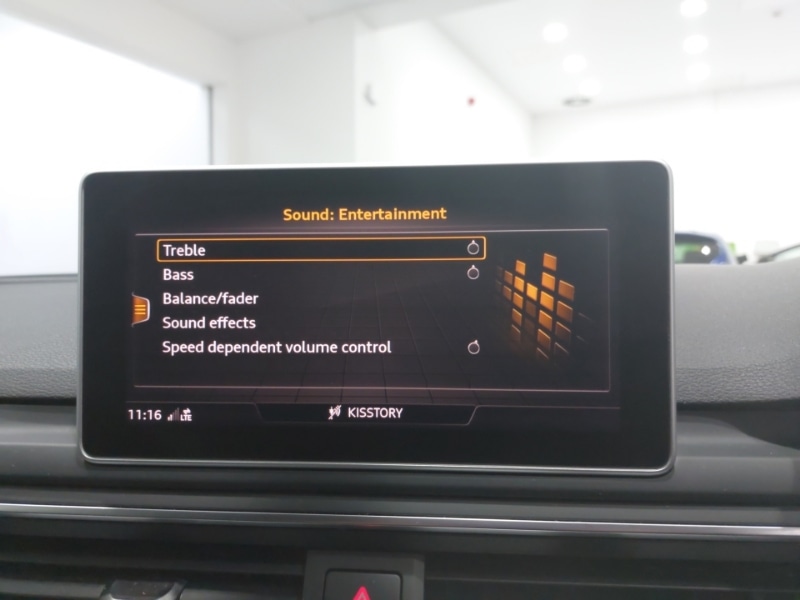 Sound: Entertainment
Treble
Bass
Balance/fader
Sound effects
Speed dependent volume control
11:16 LTE KISSTORY